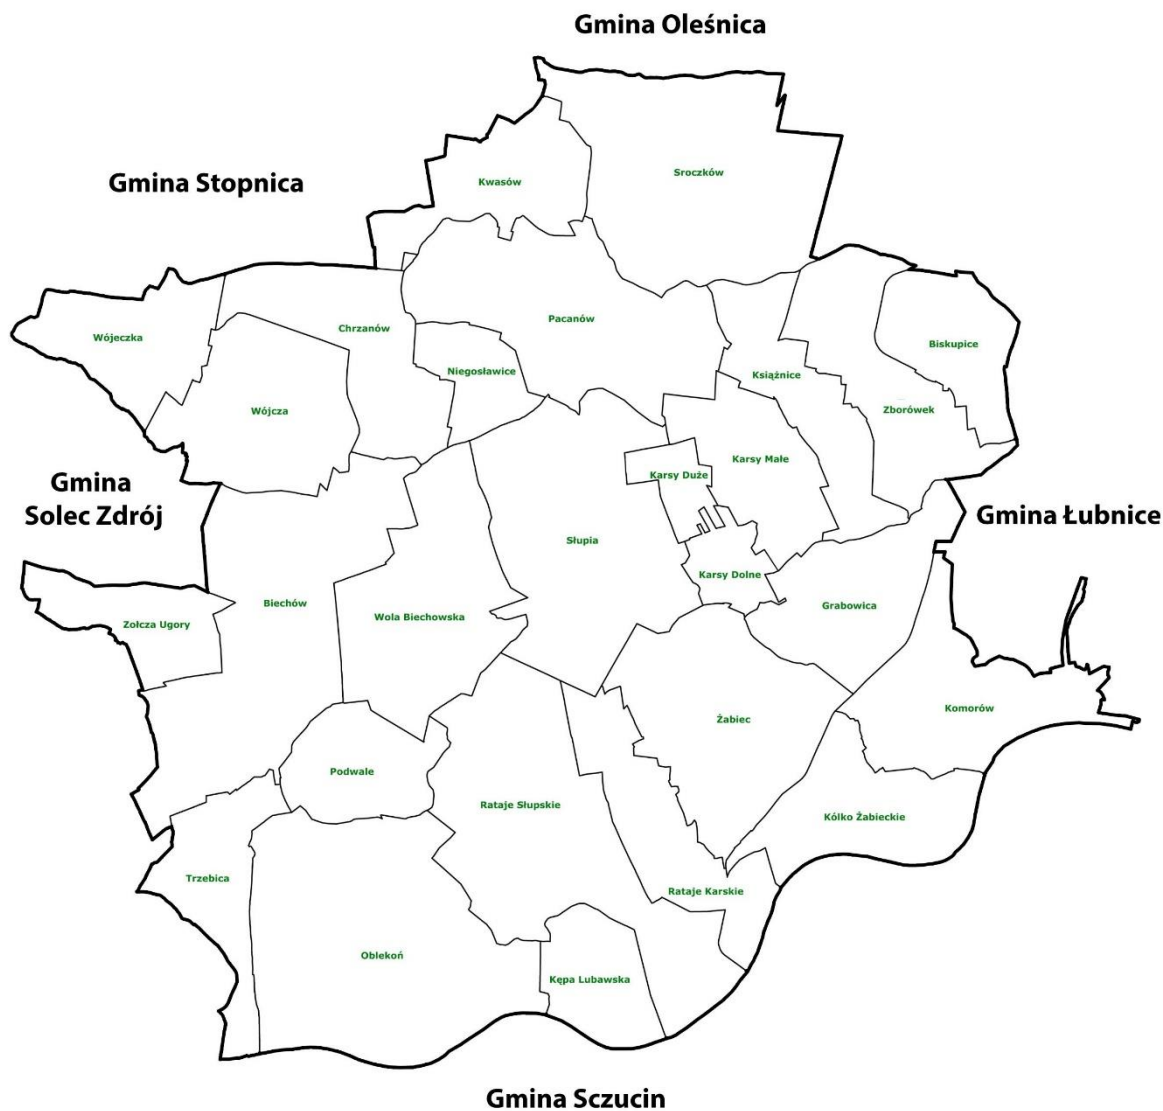 Gmina Oleśnica
Sroczków
Kwasów
Gmina Stopnica
Pacanów
Chrzanów
Wójeczka
Biskupice
Niegosławice
Książnice
Wójcza
Zborówek
Karsy Małe
Karsy Duże
Gmina
Solec Zdrój
Gmina Łubnice
Słupia
Karsy Dolne
Biechów
Grabowica
Wola Biechowska
Zołcza Ugory
Komorów
Żabiec
Podwale
Rataje Słupskie
Kólko Żabieckie
Trzebica
Rataje Karskie
Oblekoń
Kępa Lubawska
Gmina Sczucin